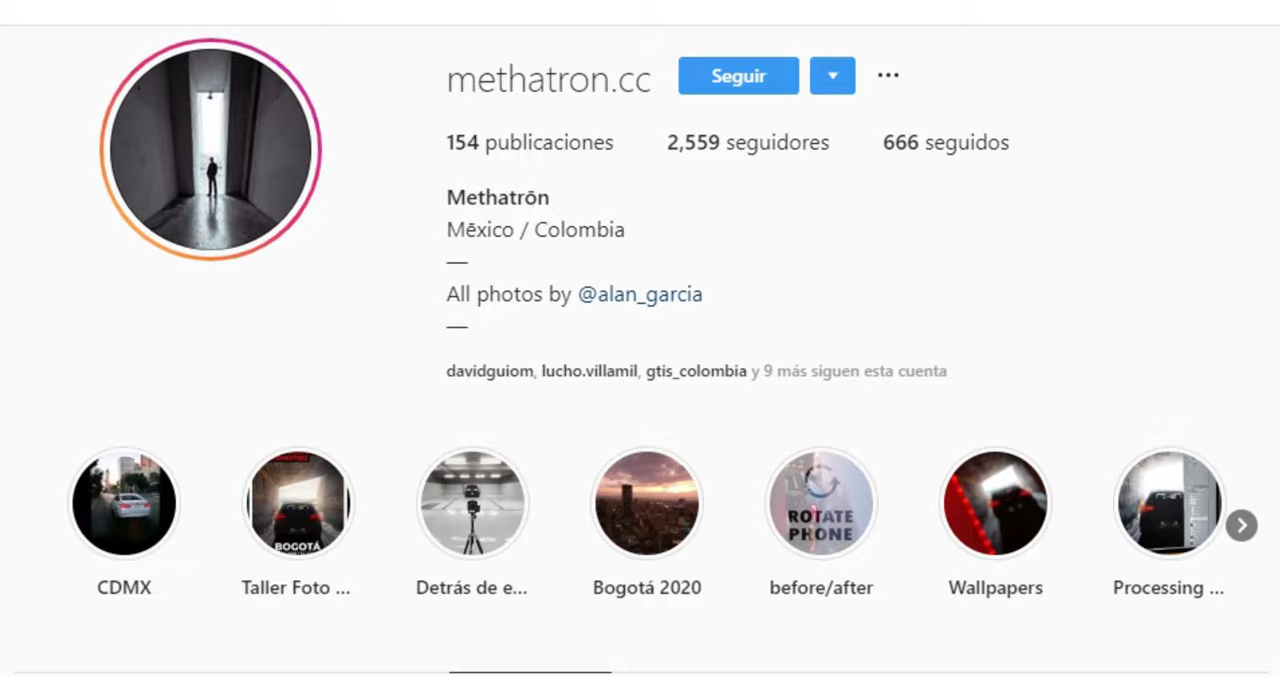 methatron.cc Seguir
154 publicaciones 2,559 seguidores 666 seguidos
Methatrōn
Mēxico / Colombia
—
All photos by @alan_garcia
—
davidguiom, lucho.villamil, gtis_colombia y 9 más siguen esta cuenta
BOGOTÁ
ROTATE
PHONE
CDMX Taller Foto ... Detrás de e... Bogotá 2020 before/after Wallpapers Processing ...